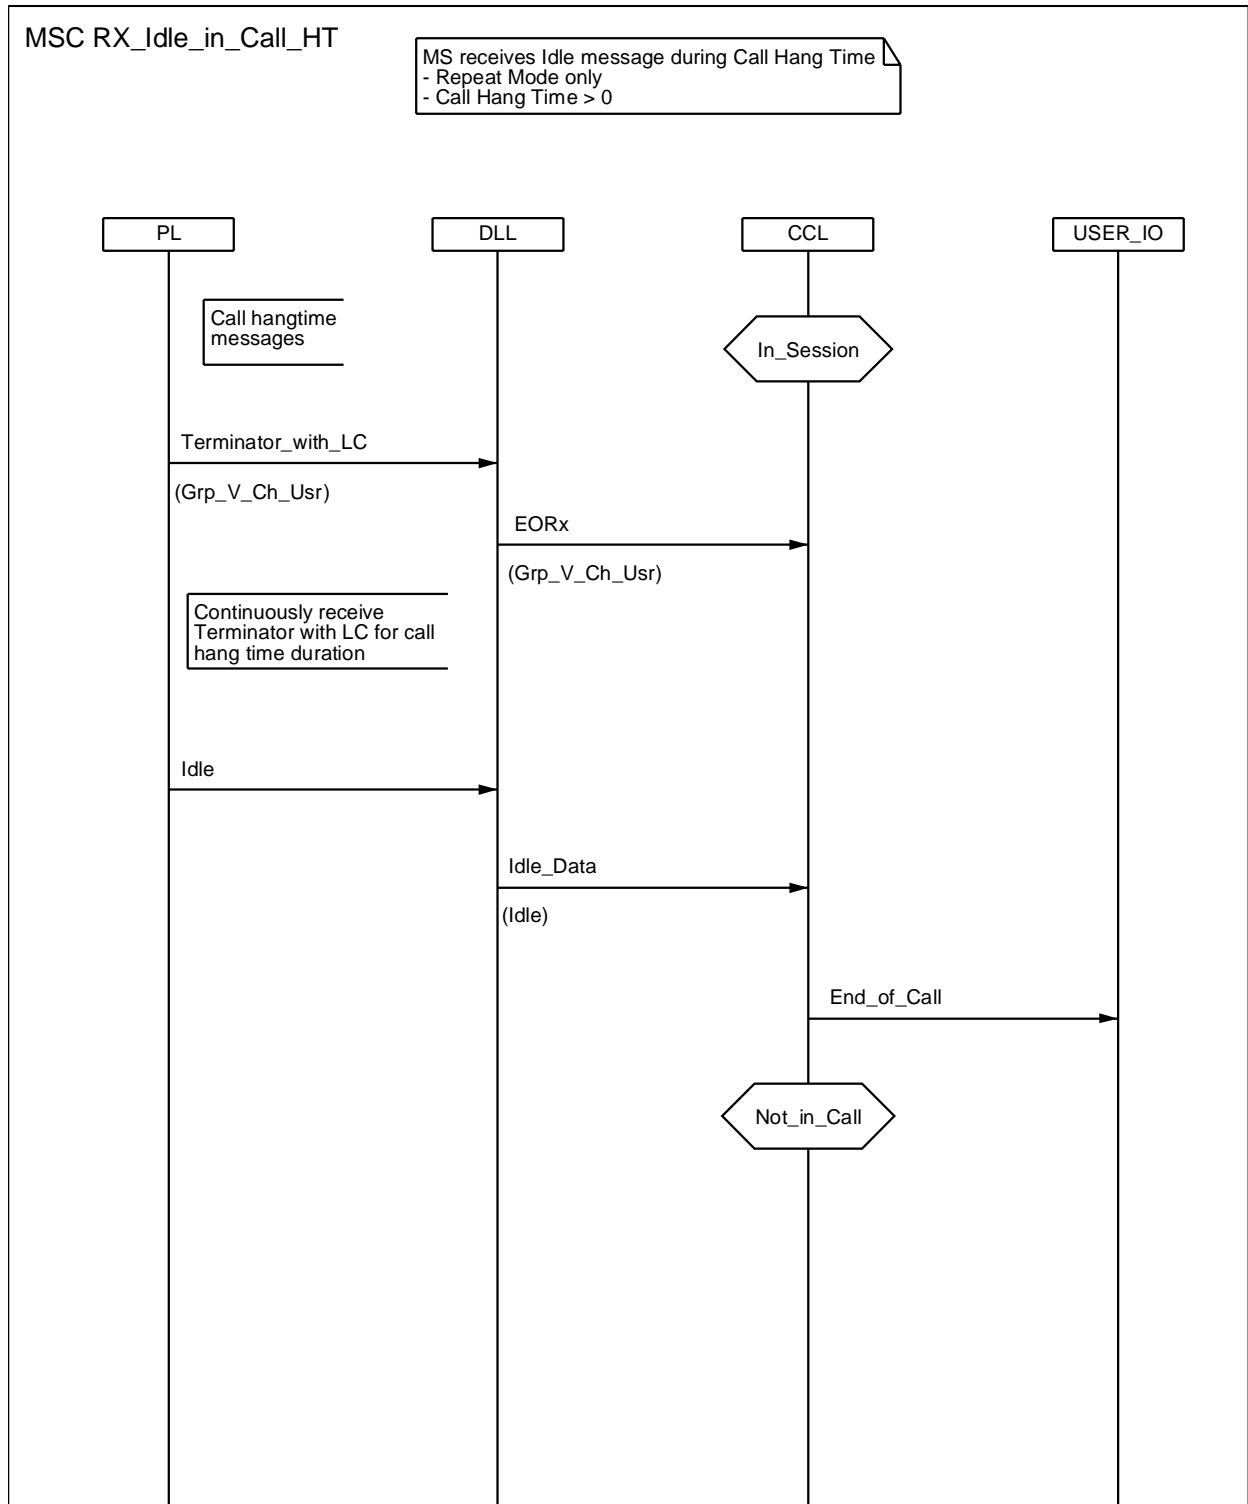 MSC RX_Idle_in_Call_HT
MS receives Idle message during Call Hang Time
- Repeat Mode only
- Call Hang Time > 0
PL
DLL
CCL
USER_IO
Call hangtime
messages
In_Session
Terminator_with_LC
(Grp_V_Ch_Usr)
EORx
(Grp_V_Ch_Usr)
Continuously receive
Terminator with LC for call
hang time duration
Idle
Idle_Data
(Idle)
End_of_Call
Not_in_Call